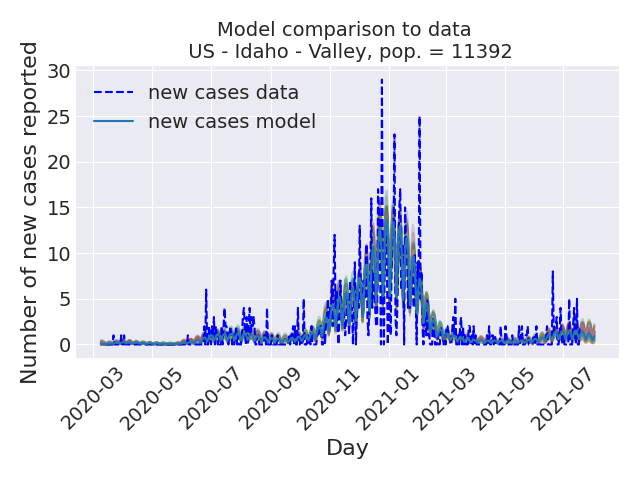 Model comparison to data
US - Idaho - Valley, pop. = 11392
Number of new cases reported
30
25
20
15
10
5
0
new cases data
new cases model
2020-03
2020-05
2020-07
2020-09
2020-11
2021-01
2021-03
2021-05
2021-07
Day